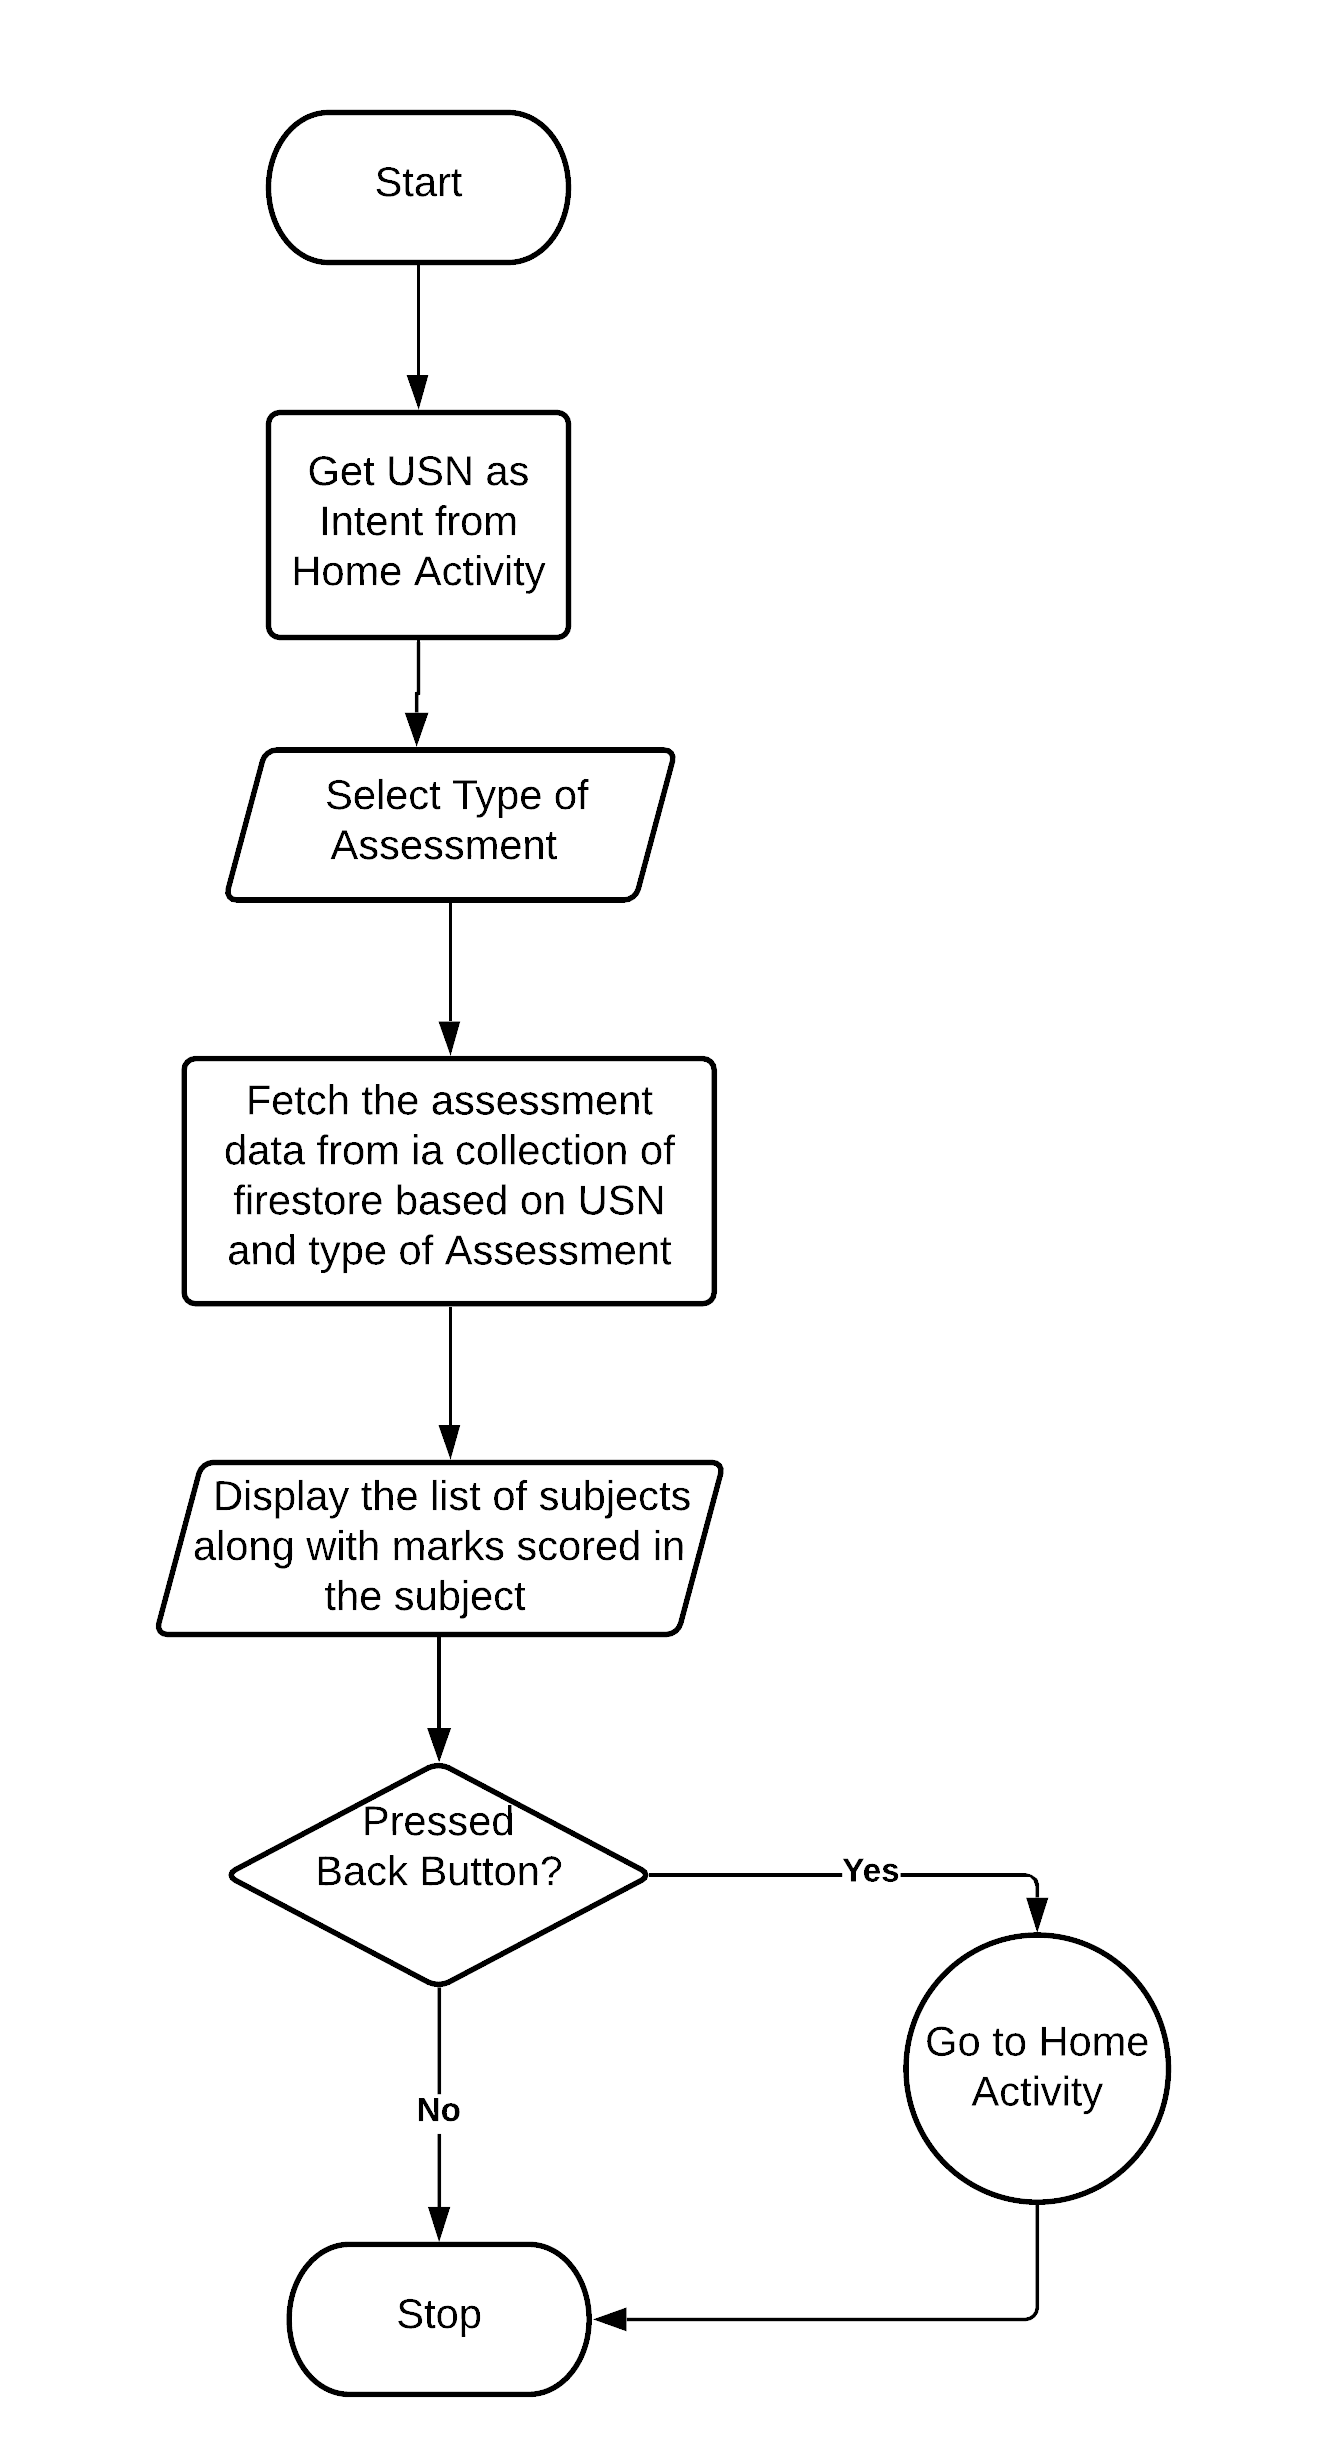 Start
Get USN as
Intent from
Home Activity
Select Type of
Assessment
Fetch the assessment
data from ia collection of
firestore based on USN
and type of Assessment
Display the list of subjects
along with marks scored in
the subject
Pressed
Back Button?
Yes
Go to Home
Activity
No
Stop